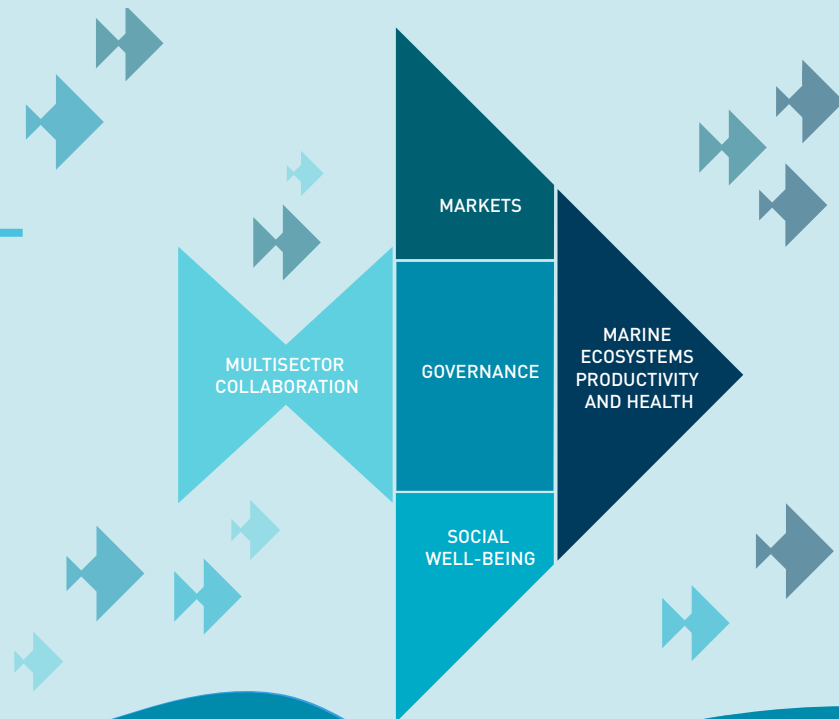 MARKETS
MULTISECTOR
COLLABORATION
GOVERNANCE
MARINE
ECOSYSTEMS
PRODUCTIVITY
AND HEALTH
SOCIAL
WELL-BEING